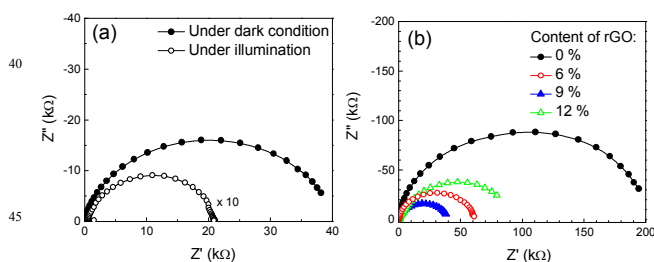 40
45
(a)
Under dark condition
Under illumination
x 10
-40
-30
-20
-10
0
Z'' (kΩ)
0 10 20 30 40
Z' (kΩ)
(b)
Content of rGO:
0 %
6 %
9 %
12 %
-200
-150
-100
-50
0
Z'' (kΩ)
0 50 100 150 200
Z' (kΩ)